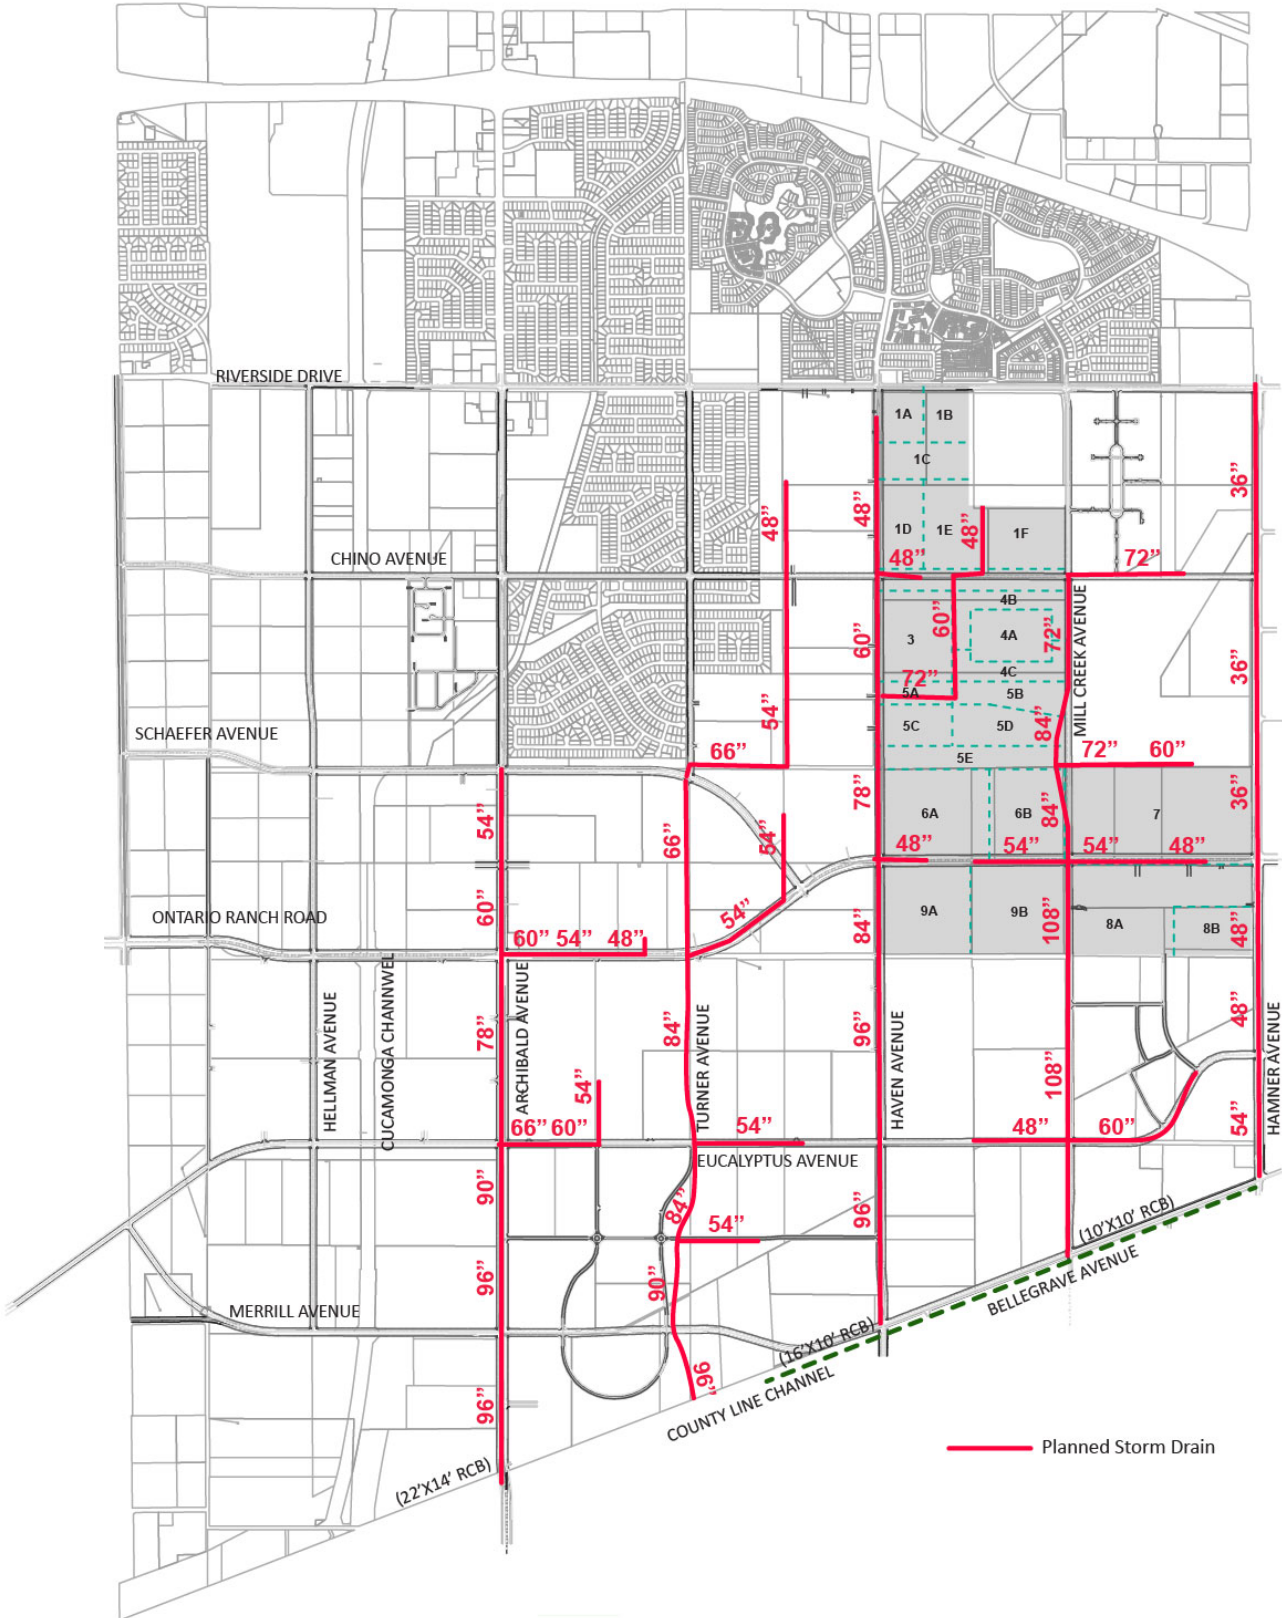 RIVERSIDE DRIVE
1A
1B
1C
36”
48”
48”
1D
1E
48”
1F
CHINO AVENUE
48”
72”
4B
60”
60”
3
4A
72”
MILL CREEK AVENUE
36”
4C
72”
5A
5B
54”
5C
5D
84”
SCHAEFER AVENUE
66”
5E
72”
60”
78”
36”
54”
66”
54”
6A
6B
84”
7
48”
54”
54”
48”
60”
ONTARIO RANCH ROAD
54”
84”
9A
9B
108”
8A
8B
48”
60”
54”
48”
HELLMAN AVENUE
CUCAMONGA CHANNWEL
78”
ARCHIBALD AVENUE
84”
TURNER AVENUE
96”
HAVEN AVENUE
108”
48”
HAMNER AVENUE
54”
66”
60”
54”
48”
60”
54”
EUCALYPTUS AVENUE
90”
84”
54”
96”
(10’X10’ RCB)
BELLEGRAVE AVENUE
96”
90”
MERRILL AVENUE
(16’X10’ RCB)
96”
COUNTY LINE CHANNEL
96”
(22’X14’ RCB)
Planned Storm Drain